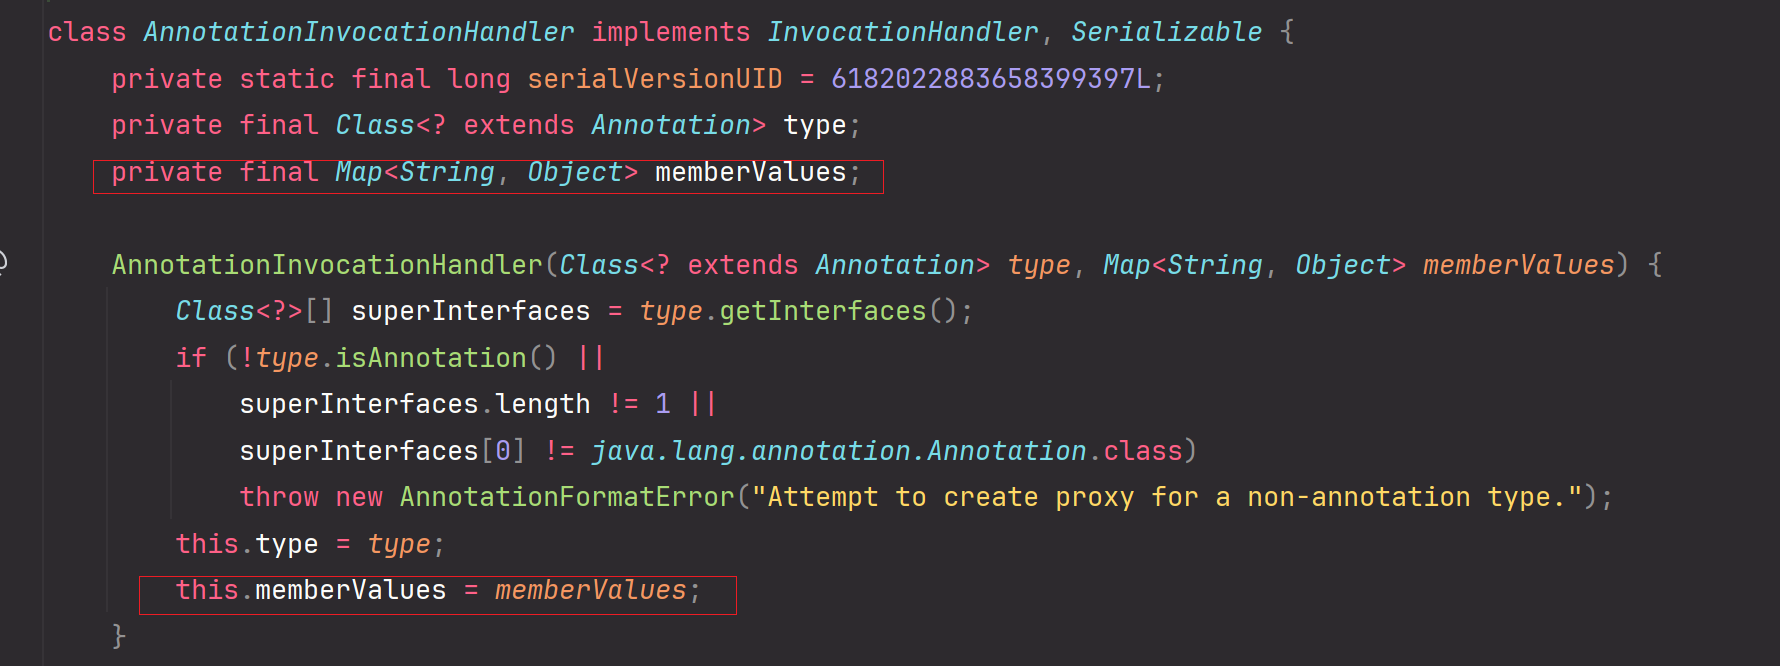 class AnnotationInvocationHandler implements InvocationHandler, Serializable {
private static final long serialVersionUID = 6182022883658399397L;
private final Class<? extends Annotation> type;
private final Map<String, Object> memberValues;
AnnotationInvocationHandler(Class<? extends Annotation> type, Map<String, Object> memberValues) {
Class<?>[] superInterfaces = type.getInterfaces();
if (!type.isAnnotation() ||
superInterfaces.length != 1 ||
superInterfaces[0] != java.lang.annotation.Annotation.class)
throw new AnnotationFormatError("Attempt to create proxy for a non-annotation type.");
this.type = type;
this.memberValues = memberValues;
}